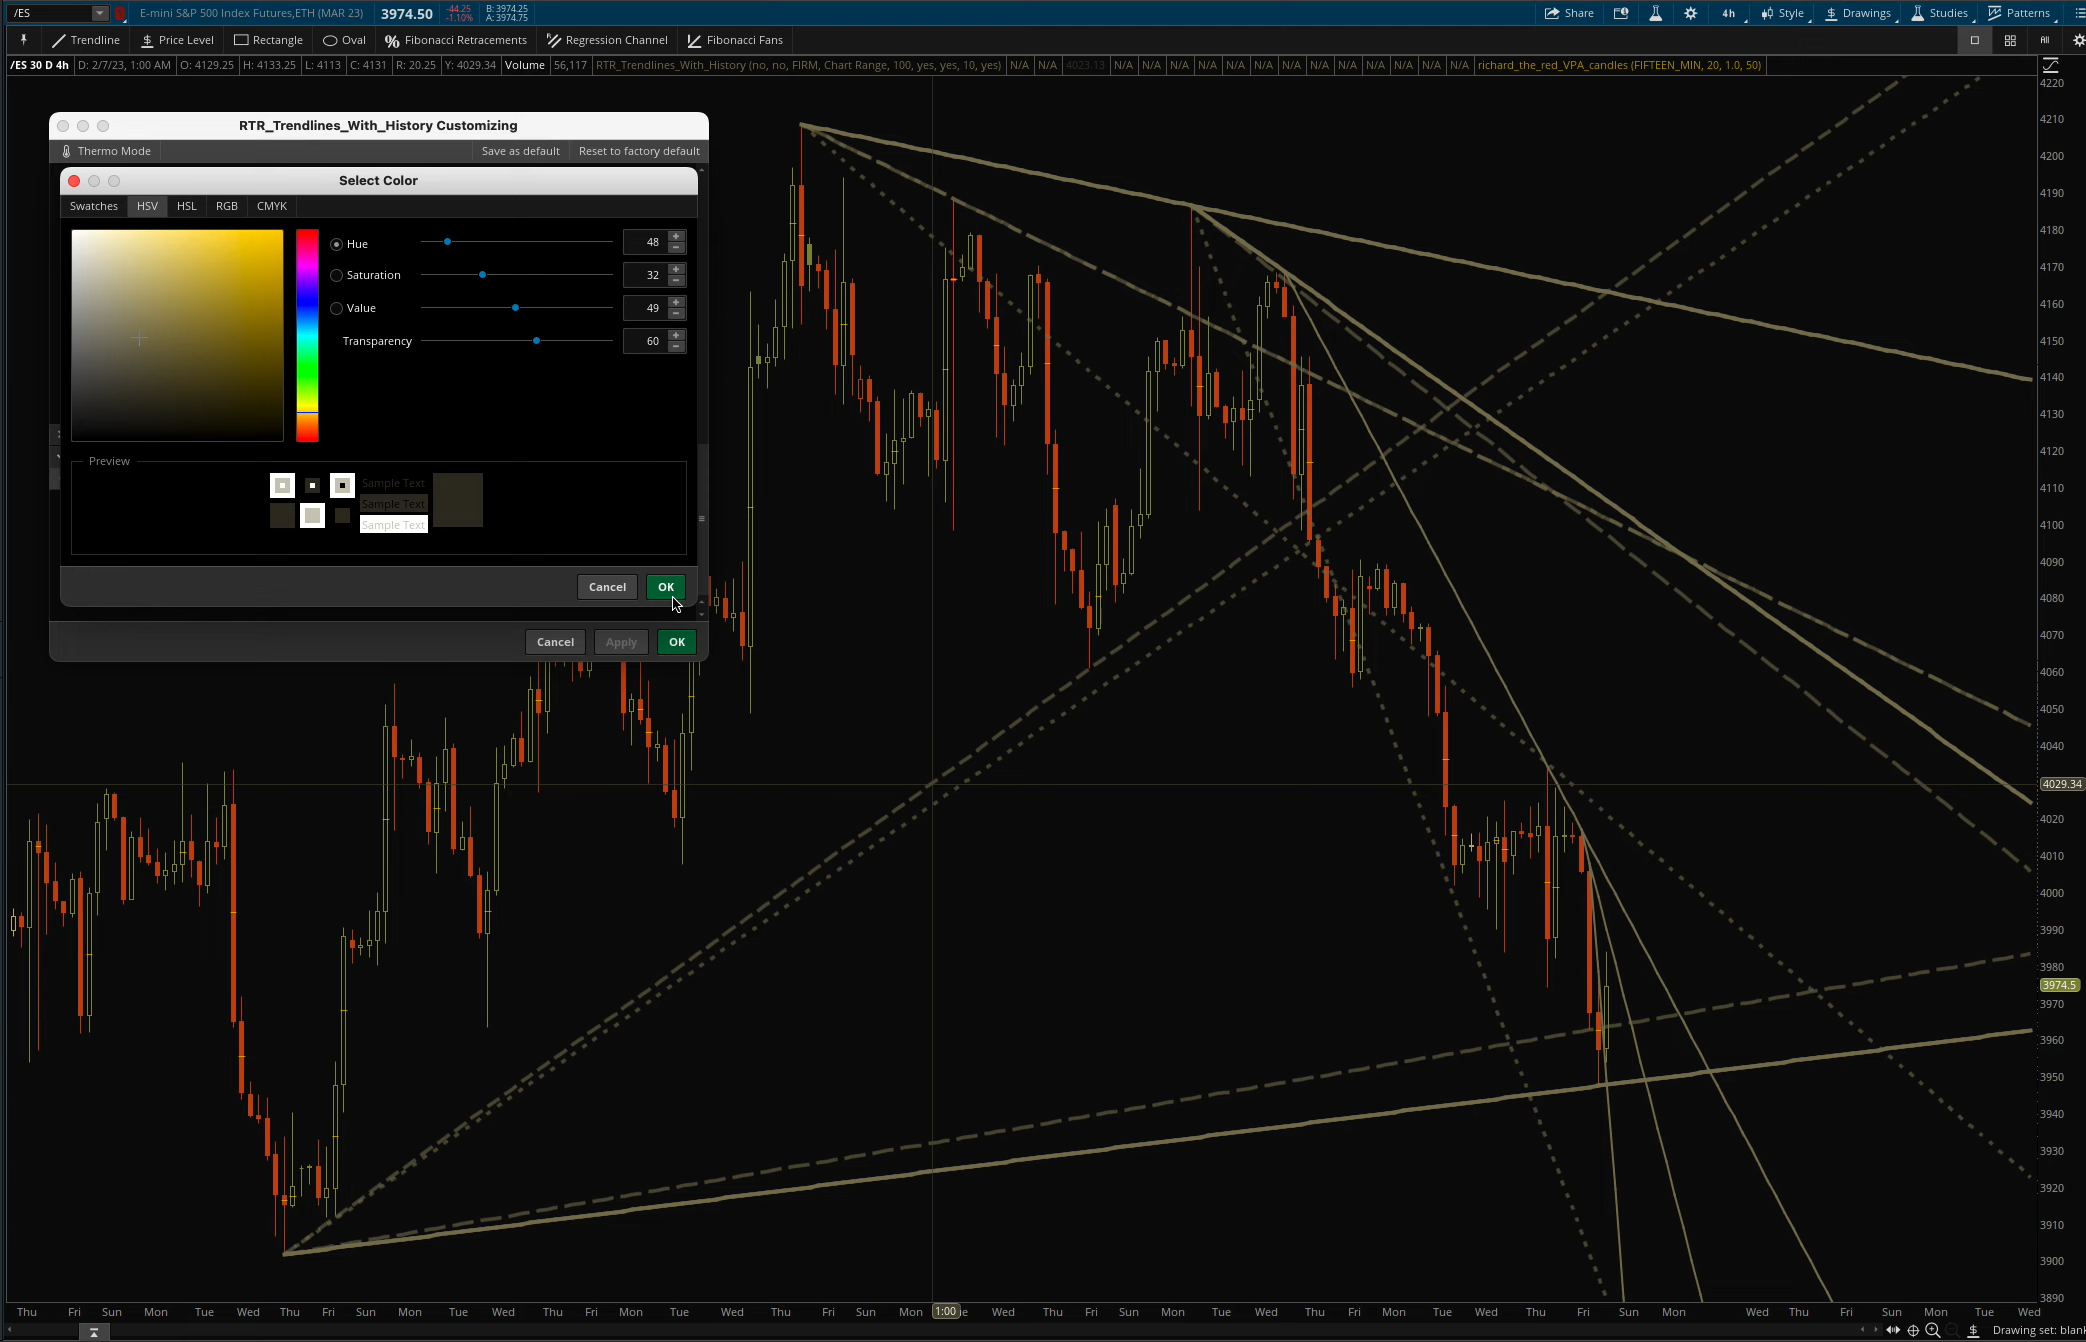 /ES E-mini S&P 500 Index Futures,ETH (MAR 23) 3974.50 -44.25 -1.10% B: 3974.25 A: 3974.75 Share 4h Style Drawings Studies Patterns
Trendline $ Price Level Rectangle Oval % Fibonacci Retracements Regression Channel Fibonacci Fans All
/ES 30 D 4h D: 2/7/23, 1:00 AM O: 4129.25 H: 4133.25 L: 4113 C: 4131 R: 20.25 Y: 4029.34 Volume 56,117 RTR_Trendlines_With_History (no, no, FIRM, Chart Range, 100, yes, yes, 10, yes) N/A N/A 4023.13 N/A N/A N/A N/A N/A N/A N/A N/A N/A N/A N/A N/A N/A richard_the_red_VPA_candles (FIFTEEN_MIN, 20, 1.0, 50)
RTR_Trendlines_With_History Customizing
Thermo Mode Save as default Reset to factory default
Select Color
Swatches HSV HSL RGB CMYK
Hue 48
Saturation 32
Value 49
Transparency 60
Preview
Sample Text
Sample Text
Sample Text
Cancel OK
Cancel Apply OK
4220
4210
4200
4190
4180
4170
4160
4150
4140
4130
4120
4110
4100
4090
4080
4070
4060
4050
4040
4029.34
4020
4010
4000
3990
3980
3974.5
3970
3960
3950
3940
3930
3920
3910
3900
3890
Thu Fri Sun Mon Tue Wed Thu Fri Sun Mon Tue Wed Thu Fri Mon Tue Wed Thu Fri Sun Mon 1:00 Wed Thu Fri Sun Mon Tue Wed Thu Fri Mon Tue Wed Thu Fri Sun Mon Wed Thu Fri Sun Mon Tue Wed
Drawing set: blank